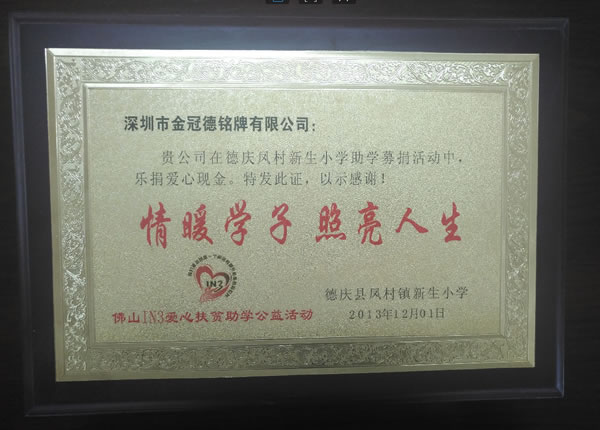 深圳市金冠德铭牌有限公司：
贵公司在德庆凤村新生小学助学募捐活动中，
乐捐爱心现金。特发此证，以示感谢！
情暖学子 照亮人生
IN3
德庆县凤村镇新生小学
佛山IN3爱心扶贫助学公益活动
2013年12月01日